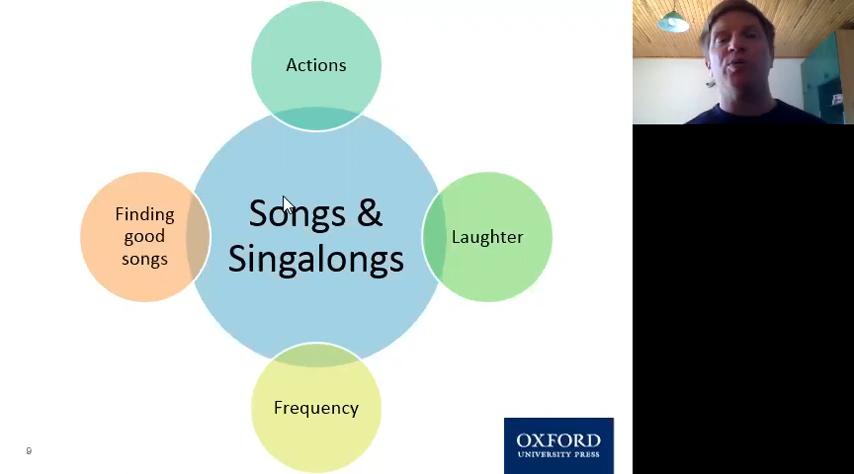 Actions
Finding
good
songs
Songs &
Singalongs
Laughter
Frequency
9
OXFORD
UNIVERSITY PRESS